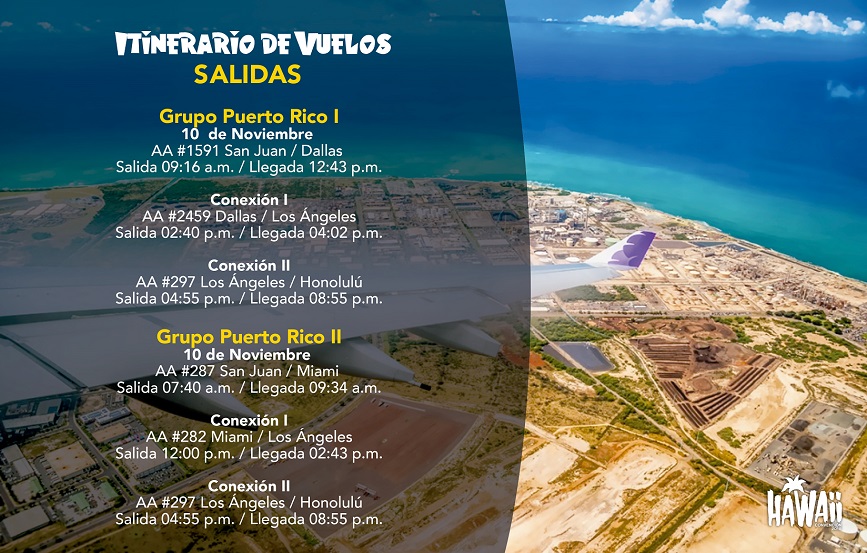 ITINERARIO DE VUELOS
SALIDAS
Grupo Puerto Rico I
10 de Noviembre
AA #1591 San Juan / Dallas
Salida 09:16 a.m. / Llegada 12:43 p.m.
Conexión I
AA #2459 Dallas / Los Ángeles
Salida 02:40 p.m. / Llegada 04:02 p.m.
Conexión II
AA #297 Los Ángeles / Honolulú
Salida 04:55 p.m. / Llegada 08:55 p.m.
Grupo Puerto Rico II
10 de Noviembre
AA #287 San Juan / Miami
Salida 07:40 a.m. / Llegada 09:34 a.m.
Conexión I
AA #282 Miami / Los Ángeles
Salida 12:00 p.m. / Llegada 02:43 p.m.
Conexión II
AA #297 Los Ángeles / Honolulú
Salida 04:55 p.m. / Llegada 08:55 p.m.
HAWAii